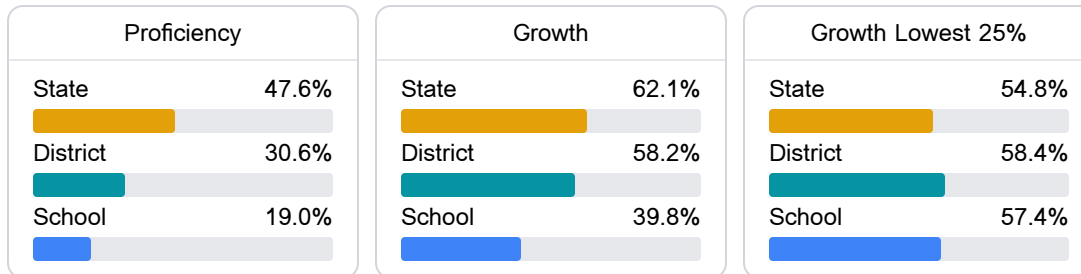 Proficiency
State 47.6%
District 30.6%
School 19.0%
Growth
State 62.1%
District 58.2%
School 39.8%
Growth Lowest 25%
State 54.8%
District 58.4%
School 57.4%